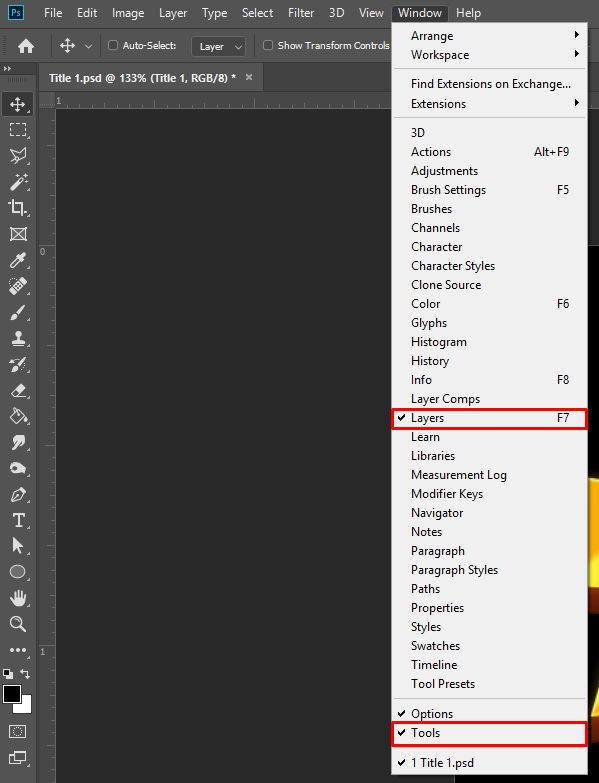 Ps File Edit Image Layer Type Select Filter 3D View Window Help
Auto-Select: Layer Show Transform Controls
Title 1.psd @ 133% (Title 1, RGB/8) * ×
1
0
1
T
Arrange
Workspace
Find Extensions on Exchange...
Extensions
3D
Actions Alt+F9
Adjustments
Brush Settings F5
Brushes
Channels
Character
Character Styles
Clone Source
Color F6
Glyphs
Histogram
History
Info F8
Layer Comps
Layers F7
Learn
Libraries
Measurement Log
Modifier Keys
Navigator
Notes
Paragraph
Paragraph Styles
Paths
Properties
Styles
Swatches
Timeline
Tool Presets
Options
Tools
1 Title 1.psd